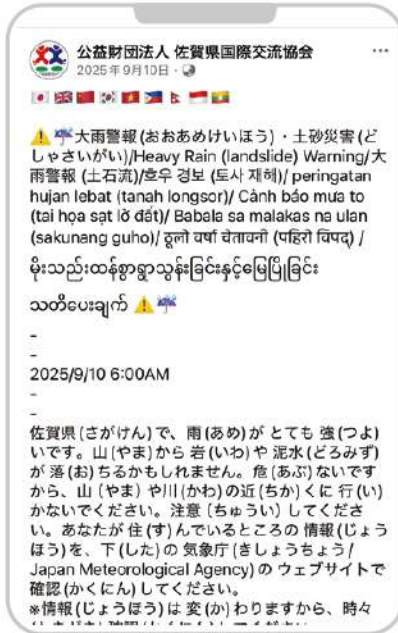 公益財団法人 佐賀県国際交流協会
2025年9月10日
⚠️☔大雨警報(おおあめけいほう)・土砂災害(ど
しゃさいがい)/Heavy Rain (landslide) Warning/大
雨警報 (土石流)/호우 경보 (토사 재해)/ peringatan
hujan lebat (tanah longsor)/ Cảnh báo mưa to
(tai họa sạt lở đất)/ Babala sa malakas na ulan
(sakunang guho)/ ठूलो वर्षा चेतावनी (पहिरो विपद) /
မိုးသည်းထန်စွာရွာသွန်းခြင်းနှင့်မြေပြိုခြင်း
သတိပေးချက် ⚠️☔
-
-
2025/9/10 6:00AM
-
-
佐賀県(さがけん)で、雨(あめ)が とても 強(つよ)
いです。山(やま)から 岩(いわ)や 泥水(どろみず)
が 落(お)ちるかもしれません。危(あぶ)ないです
から、山 (やま) や川(かわ)の近(ちか)くに 行(い)
かないでください。注意 (ちゅうい) してくださ
い。あなたが 住(す)んでいるところの 情報(じょう
ほう)を、下(した)の 気象庁(きしょうちょう/
Japan Meteorological Agency)の ウェブサイトで
確認(かくにん)してください。
※情報(じょうほう)は 変(か)わりますから、時々